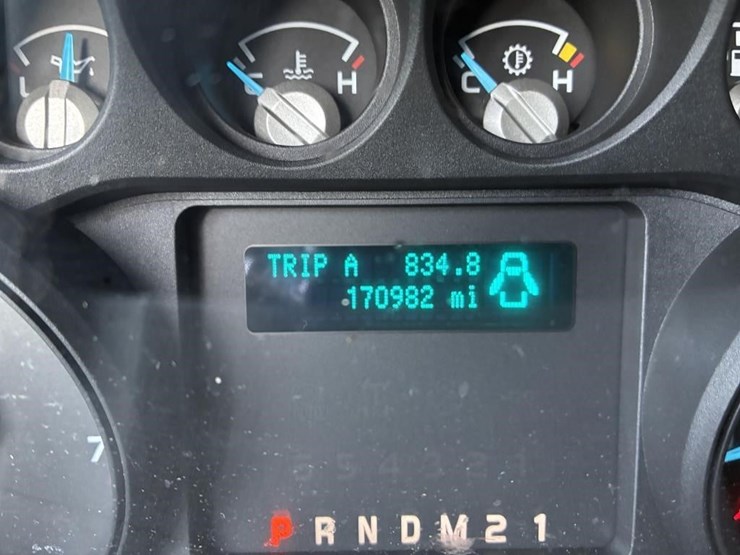 L
C H
C H
TRIP A 834.8
170982 mi
7
P R N D M 2 1